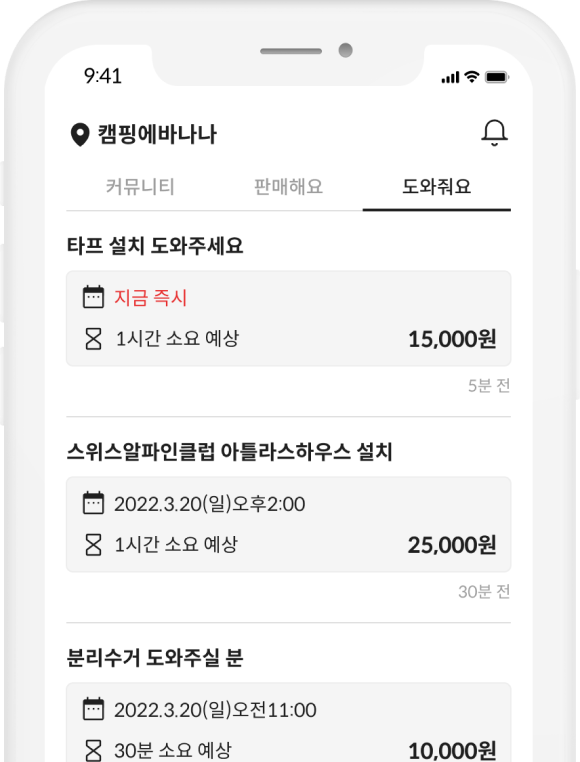 9:41
캠핑에바나나
커뮤니티 판매해요 도와줘요
타프 설치 도와주세요
지금 즉시
1시간 소요 예상 15,000원
5분 전
스위스알파인클럽 아틀라스하우스 설치
2022.3.20(일)오후2:00
1시간 소요 예상 25,000원
30분 전
분리수거 도와주실 분
2022.3.20(일)오전11:00
30분 소요 예상 10,000원